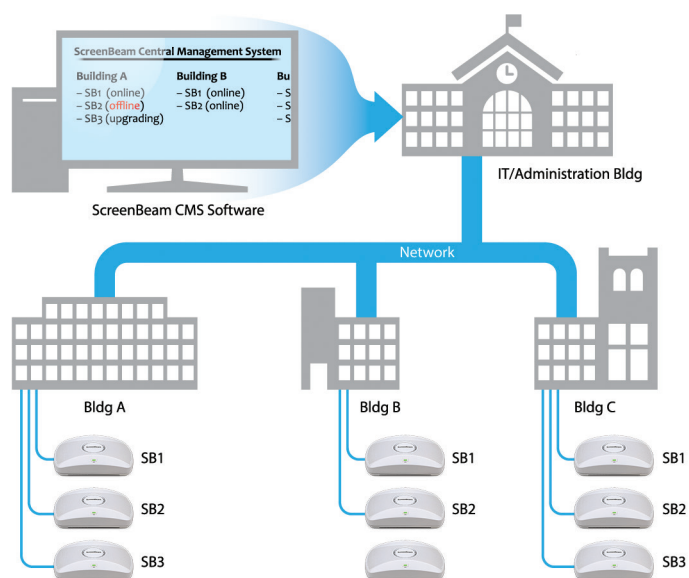 ScreenBeam Central Management System
Building A
– SB1 (online)
– SB2 (offline)
– SB3 (upgrading)
Building B
– SB1 (online)
– SB2 (online)
Bu
– S
– S
– S
IT/Administration Bldg
ScreenBeam CMS Software
Network
Bldg A
Bldg B
Bldg C
SB1
SB1
SB1
SB2
SB2
SB2
SB3
SB3